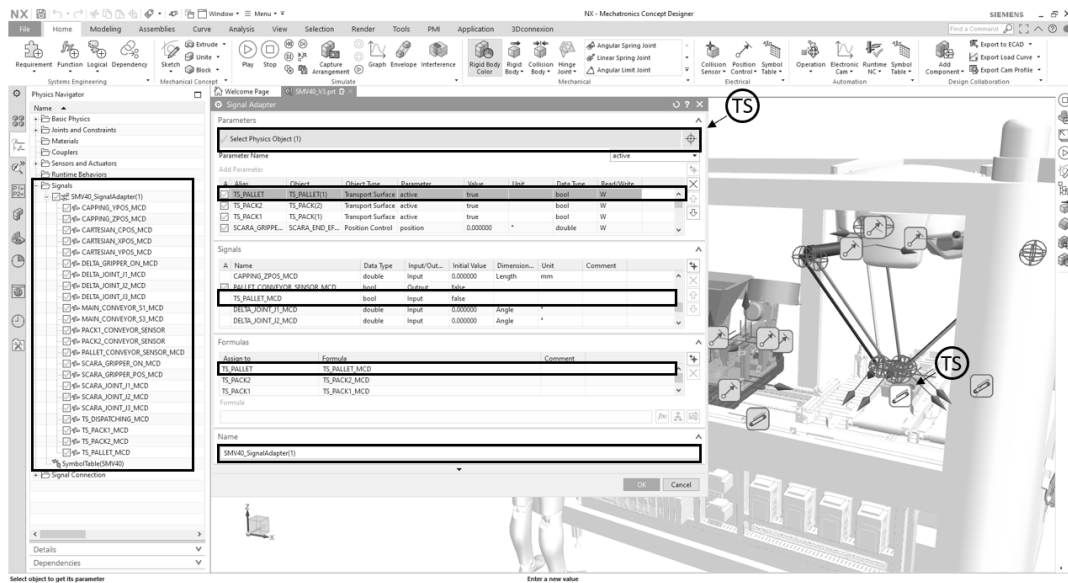 NX
Window
Menu
NX - Mechatronics Concept Designer
SIEMENS
File Home Modeling Assemblies Curve Analysis View Selection Render Tools PMI Application 3Dconnexion
Find a Command
Requirement Function Logical Dependency
Systems Engineering
Sketch
Extrude
Unite
Block
Mechanical Concept
Play Stop
Capture Arrangement
Graph Envelope Interference
Simulate
Rigid Body Color
Rigid Body
Collision Body
Hinge Joint
Angular Spring Joint
Linear Spring Joint
Angular Limit Joint
Mechanical
Collision Sensor
Position Control
Symbol Table
Electrical
Operation
Electronic Cam
Runtime NC
Symbol Table
Automation
Add Component
Export to ECAD
Export Load Curve
Export Cam Profile
Design Collaboration
Physics Navigator
Name
Basic Physics
Joints and Constraints
Materials
Couplers
Sensors and Actuators
Runtime Behaviors
Signals
SMV40_SignalAdapter(1)
CAPPING_YPOS_MCD
CAPPING_ZPOS_MCD
CARTESIAN_CPOS_MCD
CARTESIAN_XPOS_MCD
CARTESIAN_YPOS_MCD
DELTA_GRIPPER_ON_MCD
DELTA_JOINT_J1_MCD
DELTA_JOINT_J2_MCD
DELTA_JOINT_J3_MCD
MAIN_CONVEYOR_S1_MCD
MAIN_CONVEYOR_S3_MCD
PACK1_CONVEYOR_SENSOR
PACK2_CONVEYOR_SENSOR
PALLET_CONVEYOR_SENSOR_MCD
SCARA_GRIPPER_ON_MCD
SCARA_GRIPPER_POS_MCD
SCARA_JOINT_J1_MCD
SCARA_JOINT_J2_MCD
SCARA_JOINT_J3_MCD
TS_DISPATCHING_MCD
TS_PACK1_MCD
TS_PACK2_MCD
TS_PALLET_MCD
SymbolTable(SMV40)
Signal Connection
Details
Dependencies
Welcome Page
SMV40_V3.prt
Signal Adapter
Parameters
Select Physics Object (1)
Parameter Name active
Add Parameter
A Alias Object Object Type Parameter Value Unit Data Type Read/Write
TS_PALLET TS_PALLET(1) Transport Surface active true bool W
TS_PACK2 TS_PACK(2) Transport Surface active true bool W
TS_PACK1 TS_PACK(1) Transport Surface active true bool W
SCARA_GRIPPE... SCARA_END_EF... Position Control position 0.000000 ° double W
Signals
A Name Data Type Input/Out... Initial Value Dimension... Unit Comment
CAPPING_ZPOS_MCD double Input 0.000000 Length mm
PALLET_CONVEYOR_SENSOR_MCD bool Output false
TS_PALLET_MCD bool Input false
DELTA_JOINT_J1_MCD double Input 0.000000 Angle °
DELTA_JOINT_J2_MCD double Input 0.000000 Angle °
Formulas
Assign to Formula Comment
TS_PALLET TS_PALLET_MCD
TS_PACK2 TS_PACK2_MCD
TS_PACK1 TS_PACK1_MCD
Formula
Name
SMV40_SignalAdapter(1)
OK Cancel
TS
TS
Z
X
Select object to get its parameter
Enter a new value